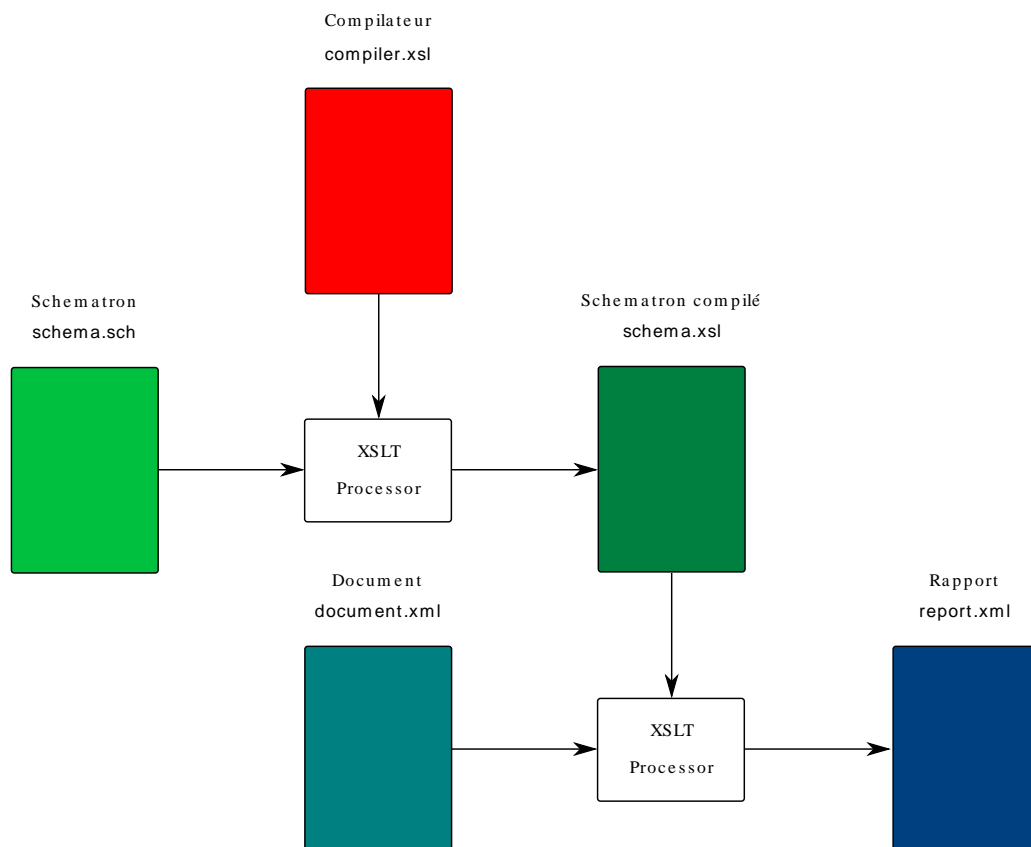 Compilateur
compiler.xsl
Schematron
schema.sch
Schematron compilé
schema.xsl
XSLT
Processor
Document
document.xml
Rapport
report.xml
XSLT
Processor